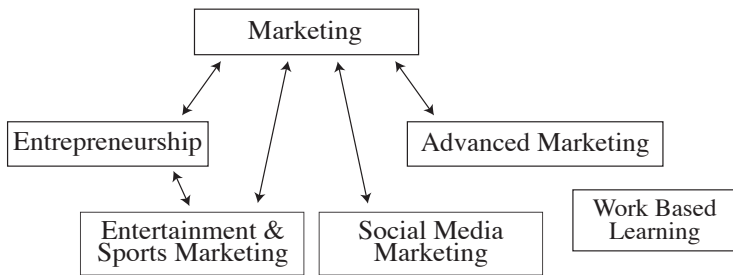 Marketing
Entrepreneurship
Advanced Marketing
Entertainment &
Sports Marketing
Social Media
Marketing
Work Based
Learning